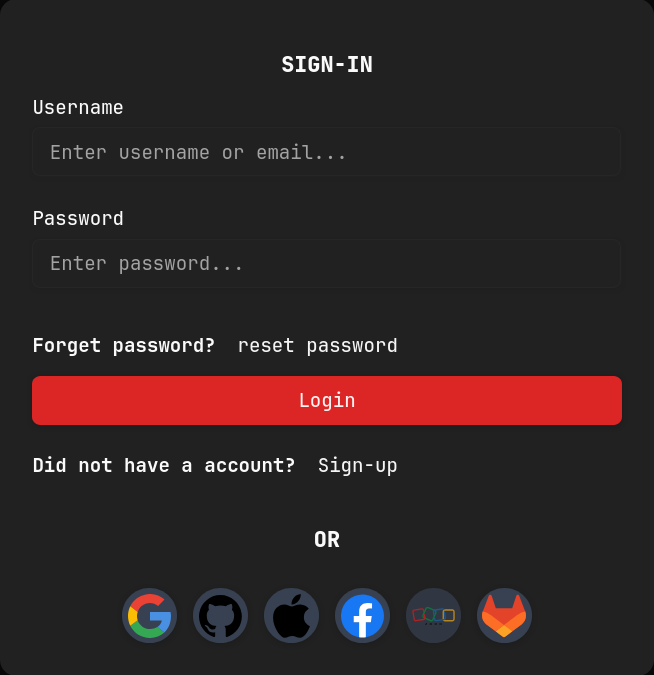 SIGN-IN
Username
Enter username or email...
Password
Enter password...
Forget password? reset password
Login
Did not have a account? Sign-up
OR